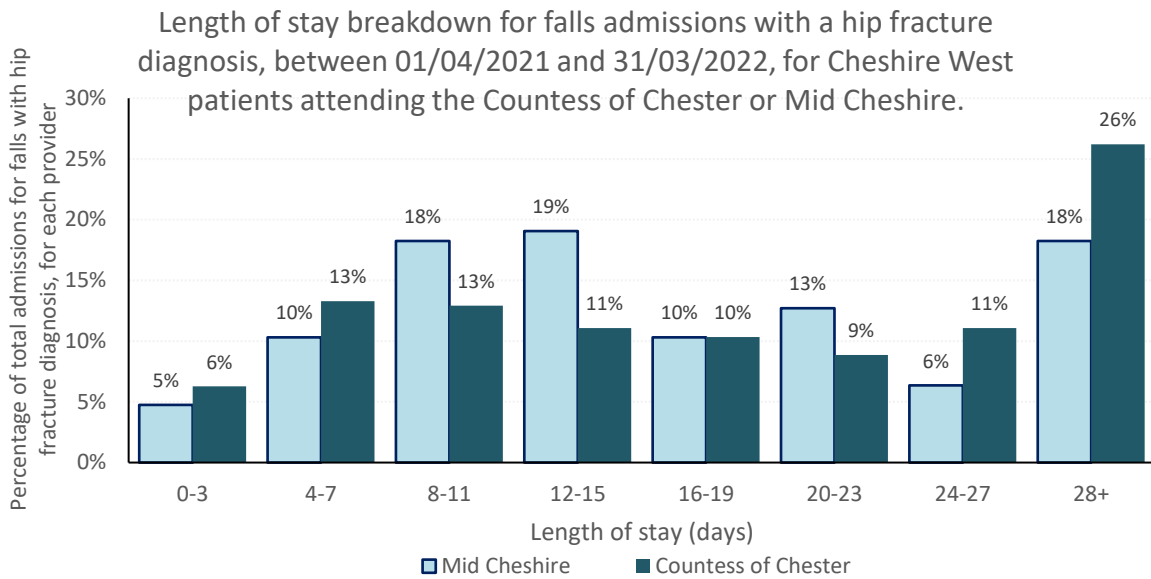 Length of stay breakdown for falls admissions with a hip fracture
diagnosis, between 01/04/2021 and 31/03/2022, for Cheshire West
patients attending the Countess of Chester or Mid Cheshire.
Percentage of total admissions for falls with hip
fracture diagnosis, for each provider
30%
25%
20%
15%
10%
5%
0%
5%
6%
10%
13%
18%
13%
19%
11%
10%
10%
13%
9%
6%
11%
18%
26%
0-3 4-7 8-11 12-15 16-19 20-23 24-27 28+
Length of stay (days)
Mid Cheshire Countess of Chester